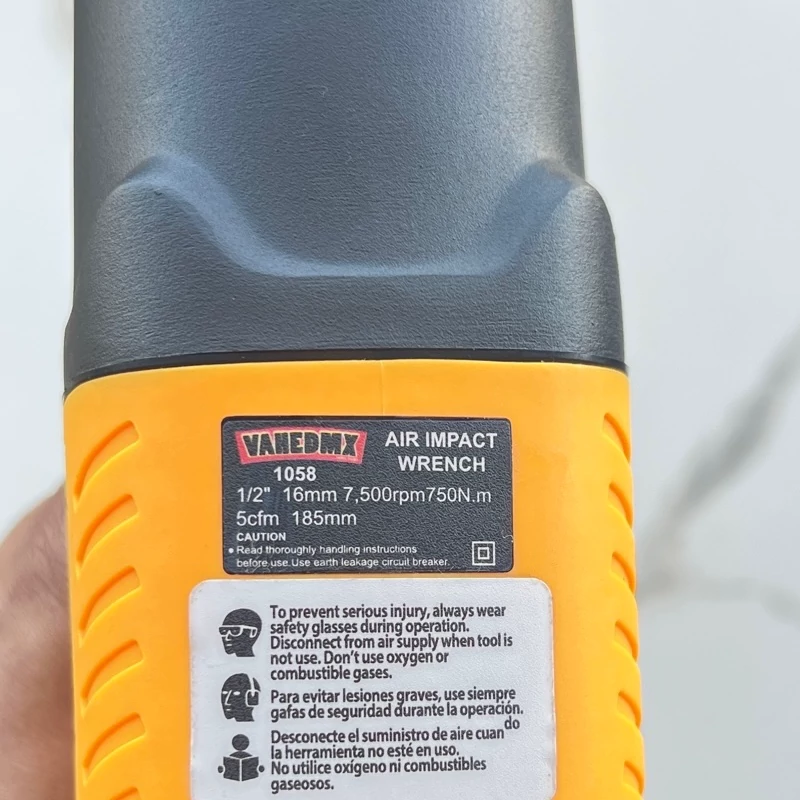 VAHEDMX
AIR IMPACT
WRENCH
1058
1/2" 16mm 7,500rpm750N.m
5cfm 185mm
CAUTION
• Read thoroughly handling instructions
before use.Use earth leakage circuit breaker.
To prevent serious injury, always wear
safety glasses during operation.
Disconnect from air supply when tool is
not use. Don't use oxygen or
combustible gases.
Para evitar lesiones graves, use siempre
gafas de seguridad durante la operación.
Desconecte el suministro de aire cuando
la herramienta no esté en uso.
No utilice oxígeno ni combustibles
gaseosos.